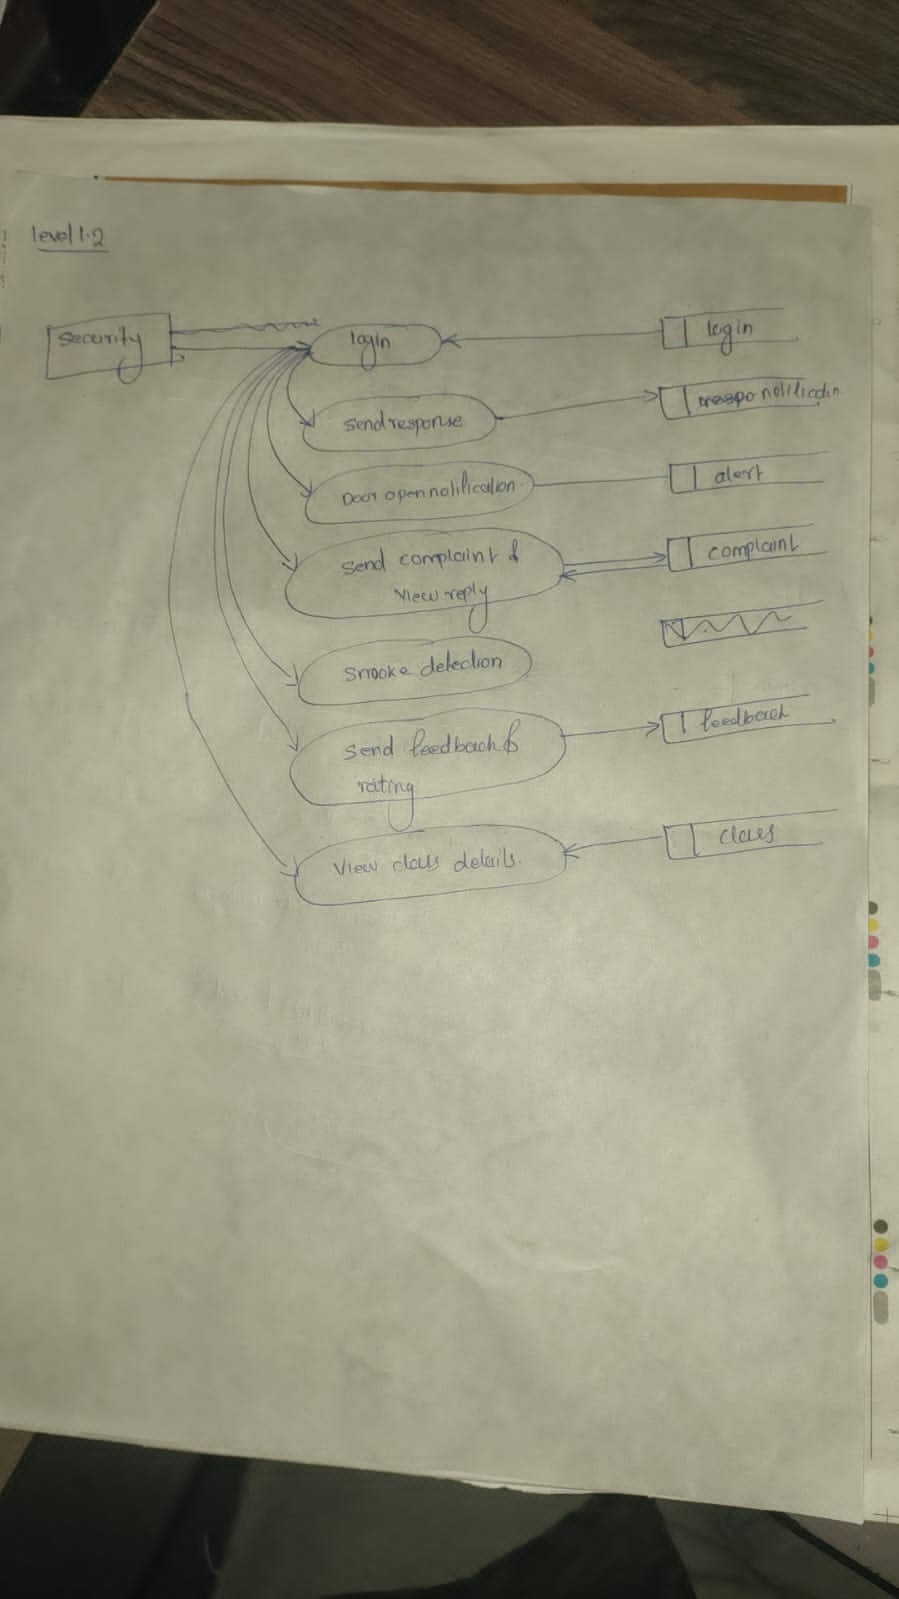 level 1.2
security
login
login
send response
notification
Door open notification
alert
send complaint &
view reply
complaint
smoke detection
send feedback &
rating
feedback
view class details.
class